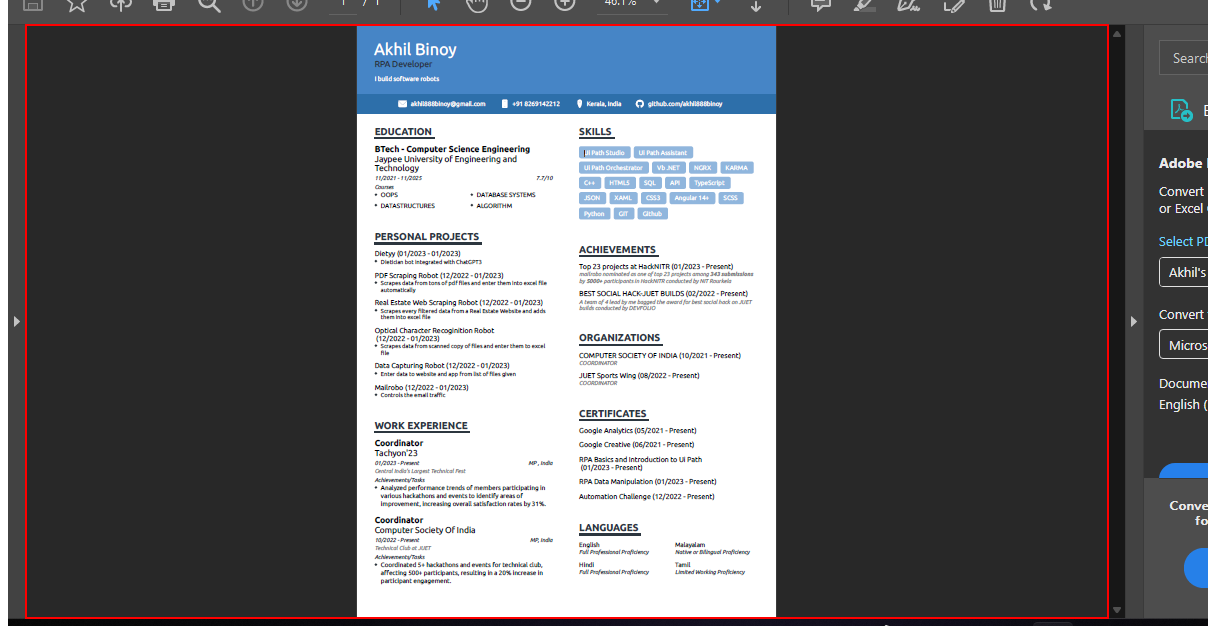 1 / 1
46.1%
Akhil Binoy
RPA Developer
I build software robots
akhil888binoy@gmail.com
+91 8269142212
Kerala, India
github.com/akhil888binoy
EDUCATION
BTech - Computer Science Engineering
Jaypee University of Engineering and
Technology
11/2021 - 11/2025
7.7/10
Courses
• OOPS
• DATABASE SYSTEMS
• DATASTRUCTURES
• ALGORITHM
PERSONAL PROJECTS
Dietyy (01/2023 - 01/2023)
• Dietician bot integrated with ChatGPT3
PDF Scraping Robot (12/2022 - 01/2023)
• Scrapes data from tons of pdf files and enter them into excel file
automatically
Real Estate Web Scraping Robot (12/2022 - 01/2023)
• Scrapes every filtered data from a Real Estate Website and adds
them into excel file
Optical Character Recoginition Robot
(12/2022 - 01/2023)
• Scrapes data from scanned copy of files and enter them to excel
file
Data Capturing Robot (12/2022 - 01/2023)
• Enter data to website and app from list of files given
Mailrobo (12/2022 - 01/2023)
• Controls the email traffic
WORK EXPERIENCE
Coordinator
Tachyon'23
01/2023 - Present
MP , India
Central India's Largest Technical Fest
Achievements/Tasks
• Analyzed performance trends of members participating in
various hackathons and events to identify areas of
improvement, increasing overall satisfaction rates by 31%.
Coordinator
Computer Society Of India
10/2022 - Present
MP, India
Technical Club at JUET
Achievements/Tasks
• Coordinated 5+ hackathons and events for technical club,
affecting 500+ participants, resulting in a 20% increase in
participant engagement.
SKILLS
Ui Path Studio
UI Path Assistant
UI Path Orchestrator
Vb .NET
NGRX
KARMA
C++
HTML5
SQL
API
TypeScript
JSON
XAML
CSS3
Angular 14+
SCSS
Python
GIT
Github
ACHIEVEMENTS
Top 23 projects at HackNITR (01/2023 - Present)
mailrobo nominated as one of top 23 projects among 343 submissions
by 5000+ participants in HackNITR conducted by NIT Rourkela
BEST SOCIAL HACK-JUET BUILDS (02/2022 - Present)
A team of 4 lead by me bagged the award for best social hack on JUET
builds conducted by DEVFOLIO
ORGANIZATIONS
COMPUTER SOCIETY OF INDIA (10/2021 - Present)
COORDINATOR
JUET Sports Wing (08/2022 - Present)
COORDINATOR
CERTIFICATES
Google Analytics (05/2021 - Present)
Google Creative (06/2021 - Present)
RPA Basics and Introduction to UI Path
(01/2023 - Present)
RPA Data Manipulation (01/2023 - Present)
Automation Challenge (12/2022 - Present)
LANGUAGES
English
Full Professional Proficiency
Malayalam
Native or Bilingual Proficiency
Hindi
Full Professional Proficiency
Tamil
Limited Working Proficiency
Search
E
Adobe
Convert
or Excel
Select PD
Akhil's
Convert
Micros
Docume
English (
Conve
fo